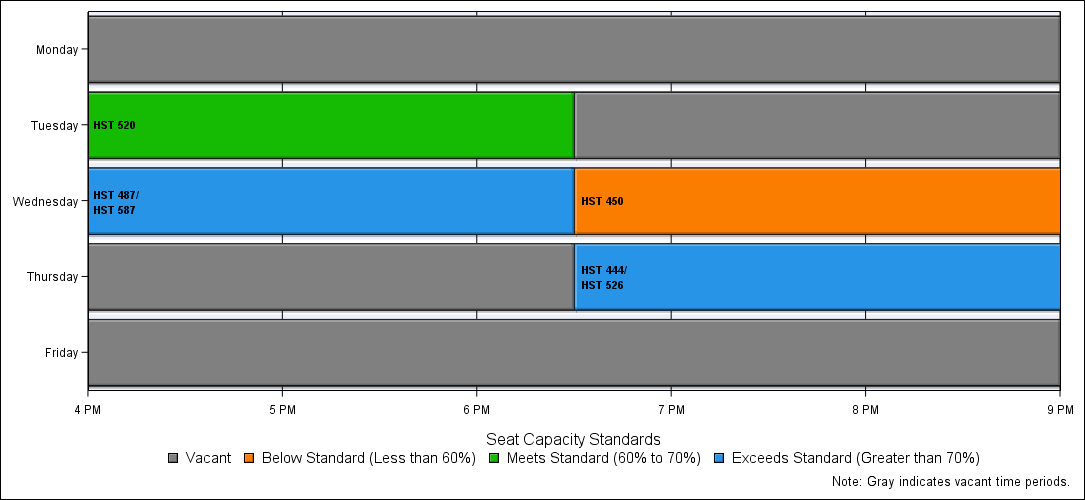 Monday
Tuesday
HST 520
Wednesday
HST 487/
HST 587
HST 450
Thursday
HST 444/
HST 526
Friday
4 PM 5 PM 6 PM 7 PM 8 PM 9 PM
Seat Capacity Standards
Vacant Below Standard (Less than 60%) Meets Standard (60% to 70%) Exceeds Standard (Greater than 70%)
Note: Gray indicates vacant time periods.